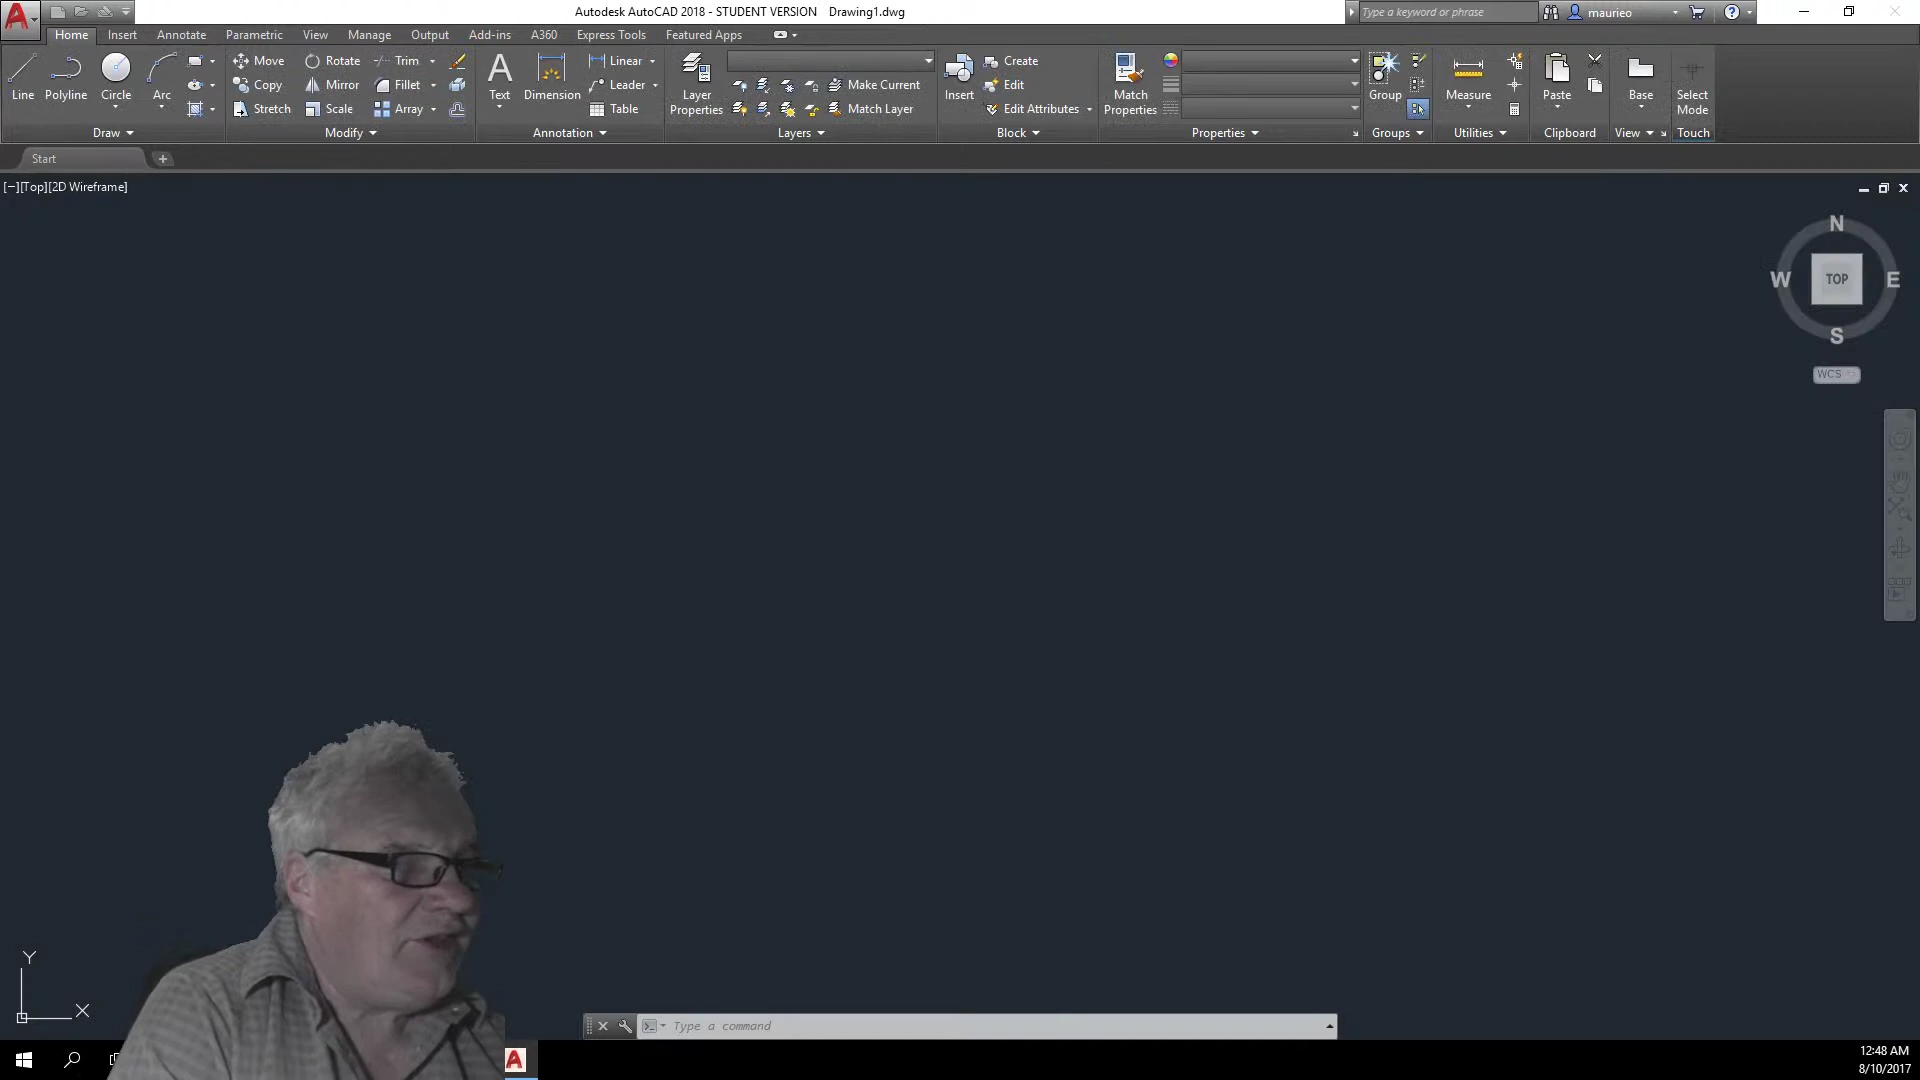 Autodesk AutoCAD 2018 - STUDENT VERSION Drawing1.dwg
Type a keyword or phrase
maurieo
Home Insert Annotate Parametric View Manage Output Add-ins A360 Express Tools Featured Apps
Line Polyline Circle Arc
Draw
Move Rotate Trim
Copy Mirror Fillet
Stretch Scale Array
Modify
Text Dimension
Linear
Leader
Table
Annotation
Layer Properties
Make Current
Match Layer
Layers
Insert
Create
Edit
Edit Attributes
Block
Match Properties
Properties
Group
Groups
Measure
Utilities
Paste
Clipboard
Base
View
Select Mode
Touch
Start
[−][Top][2D Wireframe]
N
W TOP E
S
WCS
Y
X
Type a command
12:48 AM
8/10/2017